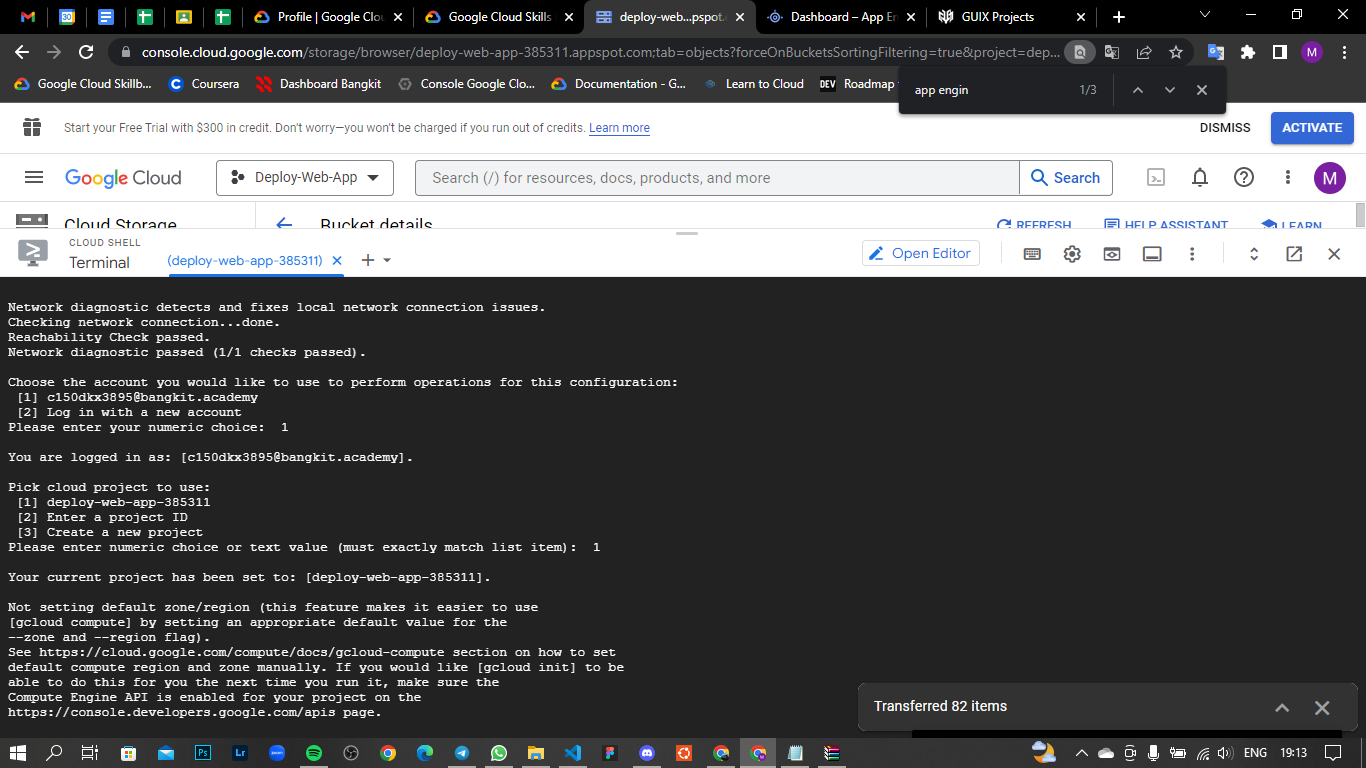 Profile | Google Clou
Google Cloud Skills
deploy-web...pspot.
Dashboard – App En
GUIX Projects
console.cloud.google.com/storage/browser/deploy-web-app-385311.appspot.com;tab=objects?forceOnBucketsSortingFiltering=true&project=dep...
M
Google Cloud Skillb...
Coursera
Dashboard Bangkit
Console Google Clo...
Documentation - G...
Learn to Cloud
DEV
Roadmap
app engin
1/3
Start your Free Trial with $300 in credit. Don't worry—you won't be charged if you run out of credits. Learn more
DISMISS
ACTIVATE
Google Cloud
Deploy-Web-App
Search (/) for resources, docs, products, and more
Search
M
Cloud Storage
Bucket details
REFRESH
HELP ASSISTANT
LEARN
CLOUD SHELL
Terminal
(deploy-web-app-385311)
Open Editor
Network diagnostic detects and fixes local network connection issues.
Checking network connection...done.
Reachability Check passed.
Network diagnostic passed (1/1 checks passed).
Choose the account you would like to use to perform operations for this configuration:
[1] c150dkx3895@bangkit.academy
[2] Log in with a new account
Please enter your numeric choice:  1
You are logged in as: [c150dkx3895@bangkit.academy].
Pick cloud project to use:
[1] deploy-web-app-385311
[2] Enter a project ID
[3] Create a new project
Please enter numeric choice or text value (must exactly match list item):  1
Your current project has been set to: [deploy-web-app-385311].
Not setting default zone/region (this feature makes it easier to use
[gcloud compute] by setting an appropriate default value for the
--zone and --region flag).
See https://cloud.google.com/compute/docs/gcloud-compute section on how to set
default compute region and zone manually. If you would like [gcloud init] to be
able to do this for you the next time you run it, make sure the
Compute Engine API is enabled for your project on the
https://console.developers.google.com/apis page.
Transferred 82 items
Ps
Lr
zoom
ENG
19:13